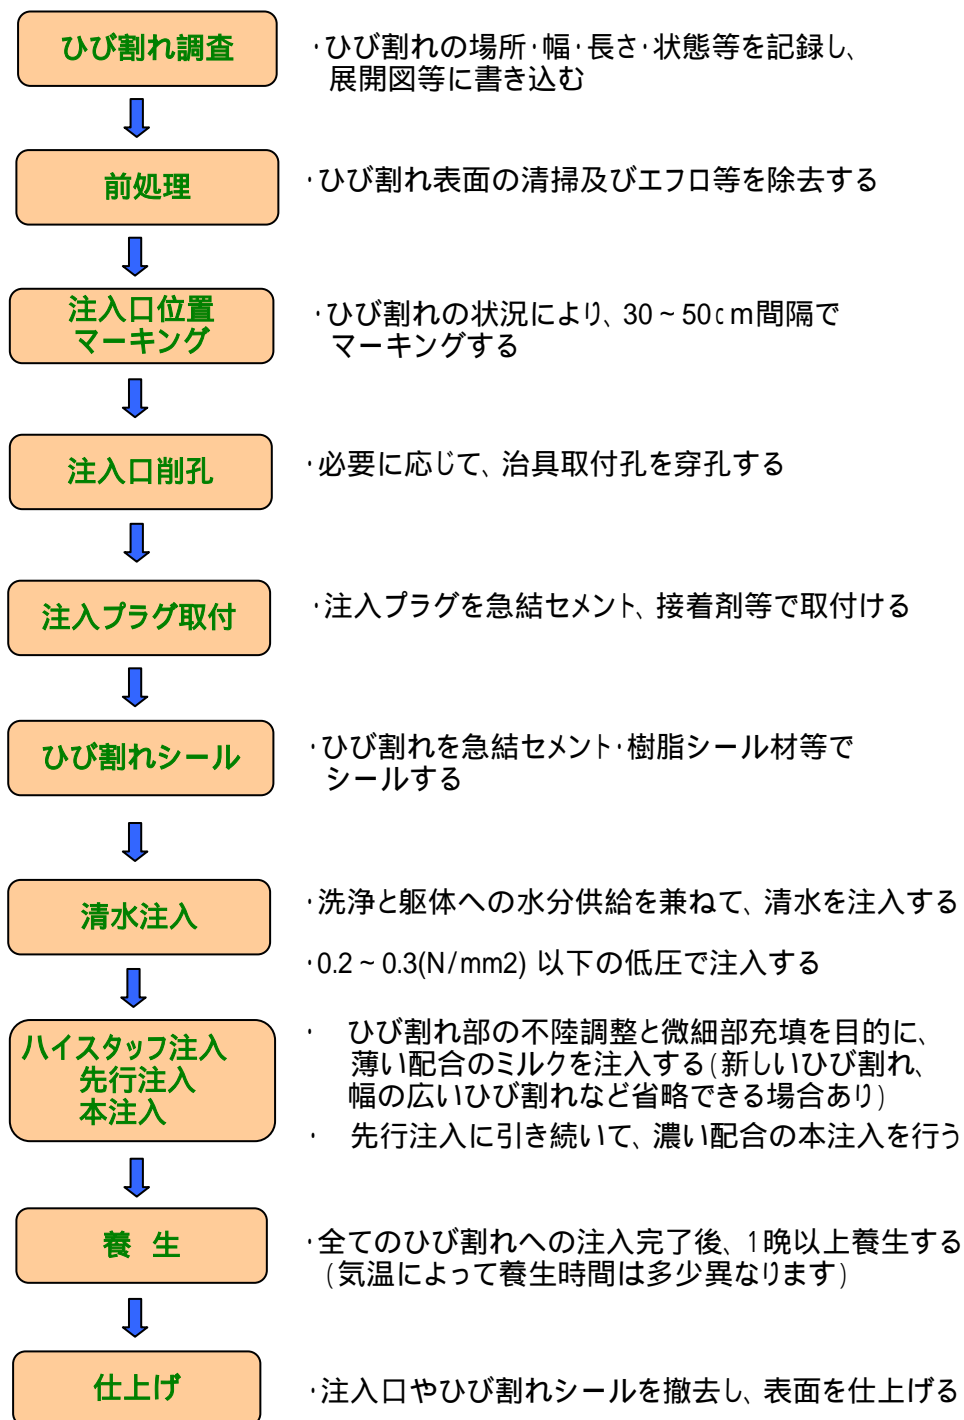 ひび割れ調査
・ひび割れの場所・幅・長さ・状態等を記録し、
展開図等に書き込む
前処理
・ひび割れ表面の清掃及びエフロ等を除去する
注入口位置
マーキング
・ひび割れの状況により、30~50cm間隔で
マーキングする
注入口削孔
・必要に応じて、治具取付孔を穿孔する
注入プラグ取付
・注入プラグを急結セメント、接着剤等で取付ける
ひび割れシール
・ひび割れを急結セメント・樹脂シール材等で
シールする
清水注入
・洗浄と躯体への水分供給を兼ねて、清水を注入する
・0.2~0.3(N/mm2) 以下の低圧で注入する
ハイスタッフ注入
先行注入
本注入
・ ひび割れ部の不陸調整と微細部充填を目的に、
薄い配合のミルクを注入する(新しいひび割れ、
幅の広いひび割れなど省略できる場合あり)
・ 先行注入に引き続いて、濃い配合の本注入を行う
養 生
・全てのひび割れへの注入完了後、1晩以上養生する
(気温によって養生時間は多少異なります)
仕上げ
・注入口やひび割れシールを撤去し、表面を仕上げる